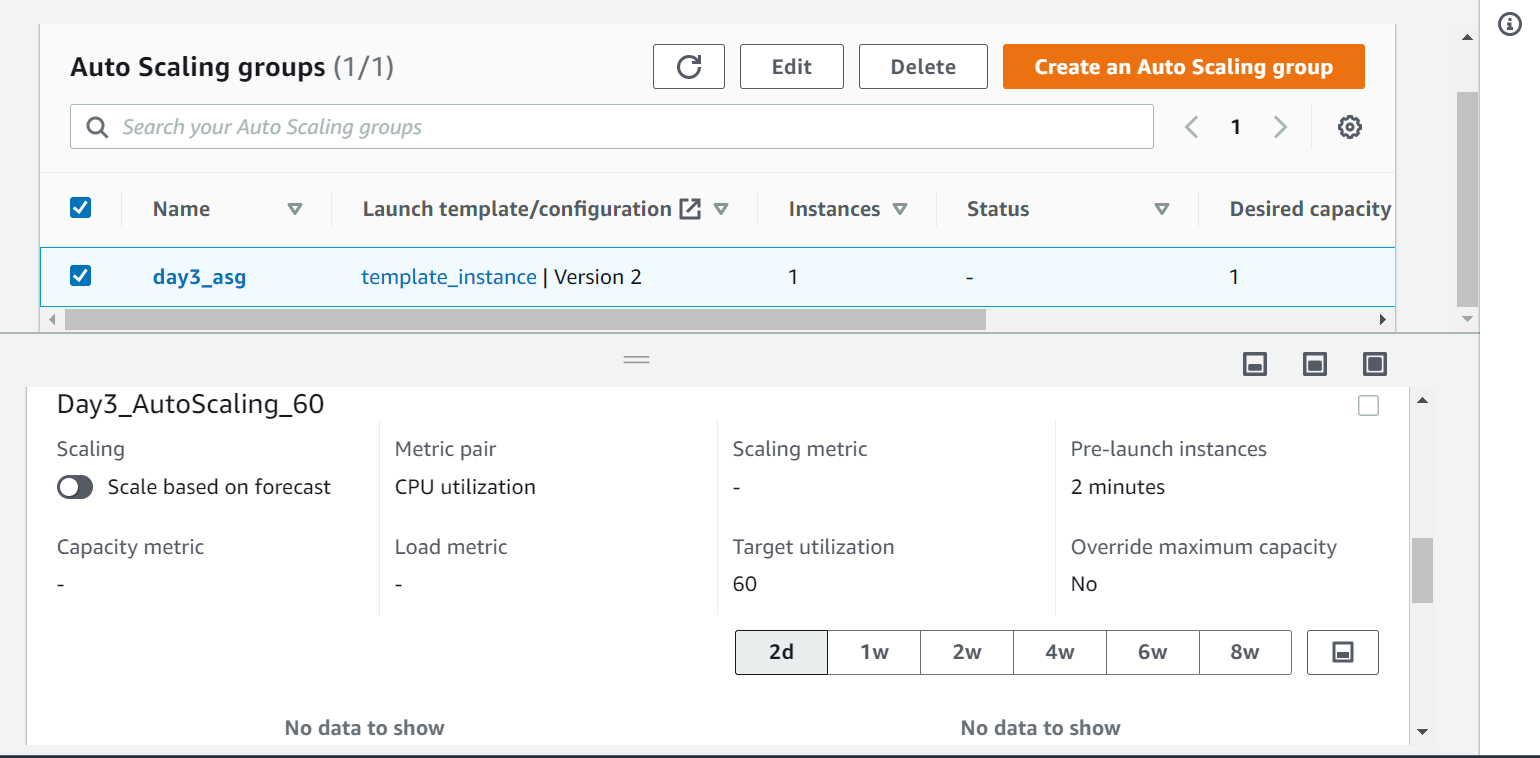 Auto Scaling groups (1/1)
Edit
Delete
Create an Auto Scaling group
Search your Auto Scaling groups
1
Name
Launch template/configuration
Instances
Status
Desired capacity
day3_asg
template_instance | Version 2
1
-
1
Day3_AutoScaling_60
Scaling
Metric pair
Scaling metric
Pre-launch instances
Scale based on forecast
CPU utilization
-
2 minutes
Capacity metric
Load metric
Target utilization
Override maximum capacity
-
-
60
No
2d
1w
2w
4w
6w
8w
No data to show
No data to show